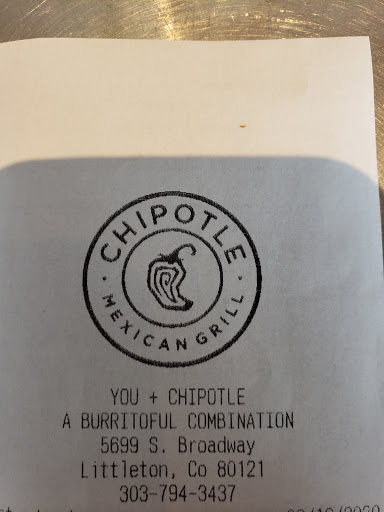 CHIPOTLE
MEXICAN GRILL
YOU + CHIPOTLE
A BURRITOFUL COMBINATION
5699 S. Broadway
Littleton, Co 80121
303-794-3437